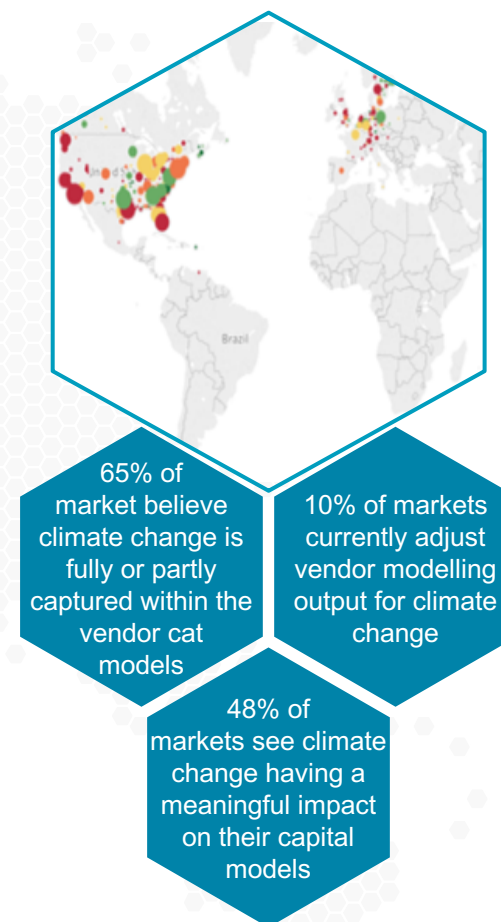 Brazil
65% of
market believe
climate change is
fully or partly
captured within the
vendor cat
models
10% of markets
currently adjust
vendor modelling
output for climate
change
48% of
markets see climate
change having a
meaningful impact
on their capital
models